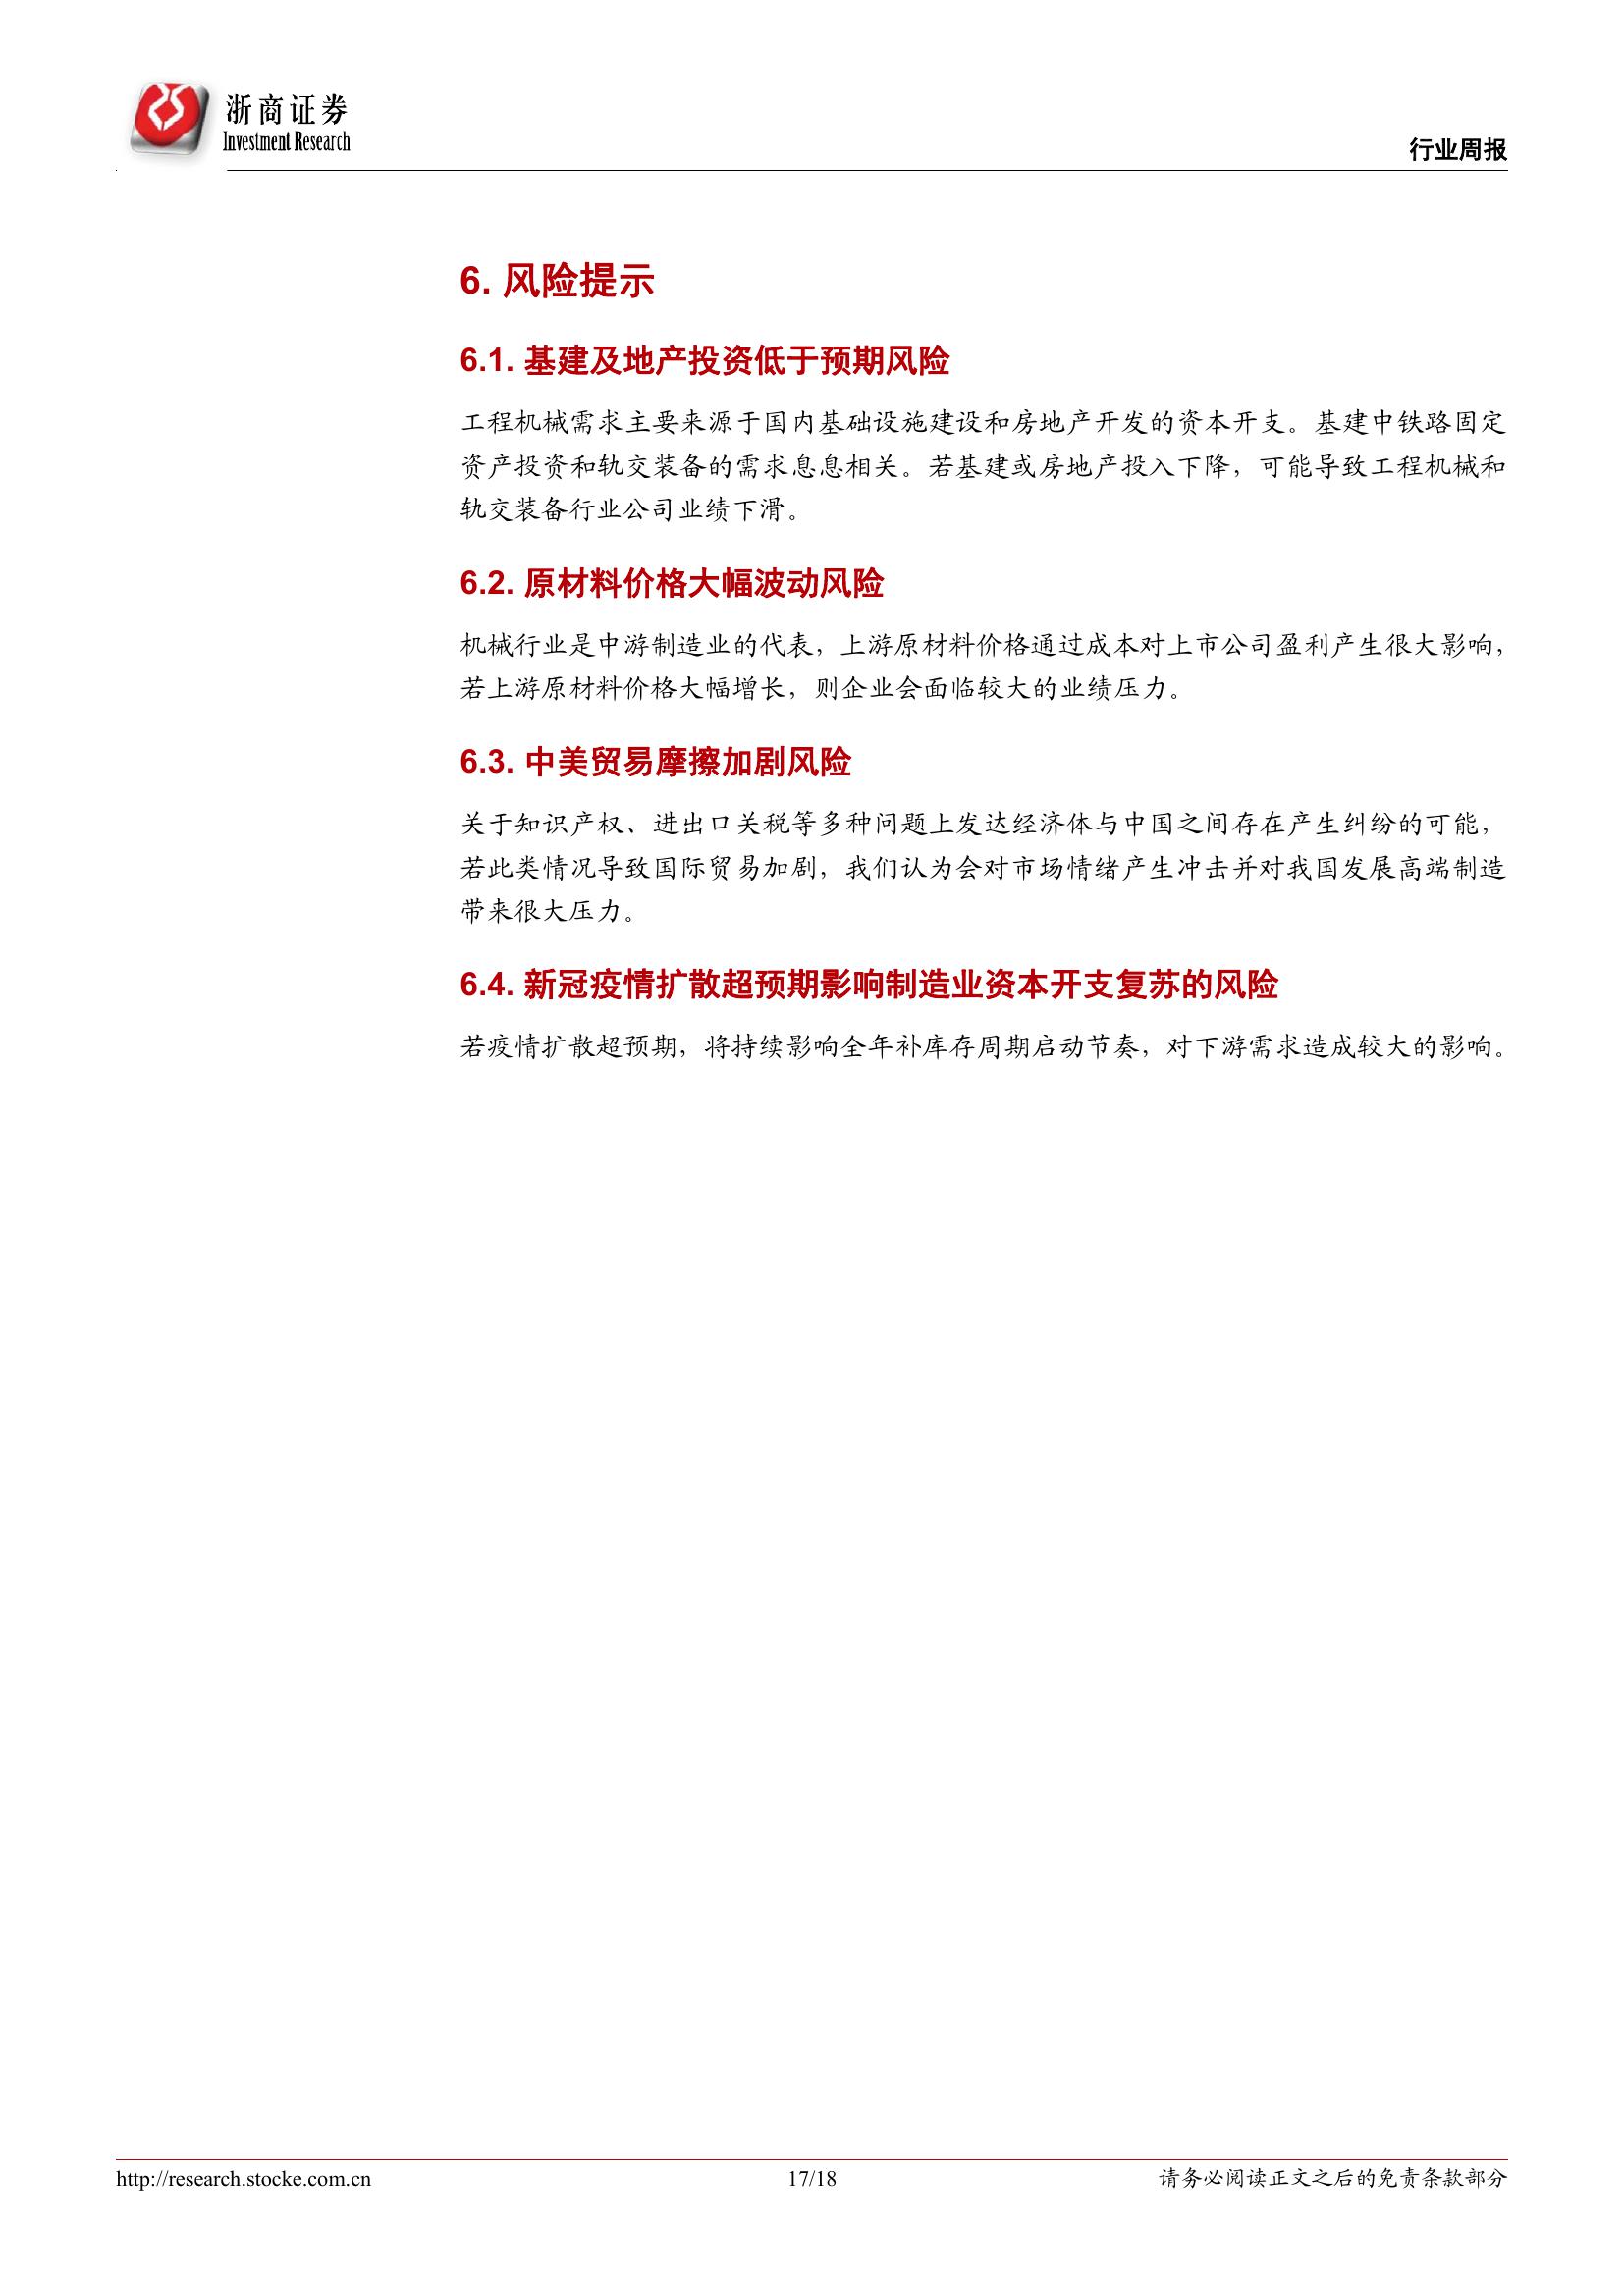 浙商证券
Investment Research
行业周报
6. 风险提示
6.1. 基建及地产投资低于预期风险
工程机械需求主要来源于国内基础设施建设和房地产开发的资本开支。基建中铁路固定
资产投资和轨交装备的需求息息相关。若基建或房地产投入下降，可能导致工程机械和
轨交装备行业公司业绩下滑。
6.2. 原材料价格大幅波动风险
机械行业是中游制造业的代表，上游原材料价格通过成本对上市公司盈利产生很大影响，
若上游原材料价格大幅增长，则企业会面临较大的业绩压力。
6.3. 中美贸易摩擦加剧风险
关于知识产权、进出口关税等多种问题上发达经济体与中国之间存在产生纠纷的可能，
若此类情况导致国际贸易加剧，我们认为会对市场情绪产生冲击并对我国发展高端制造
带来很大压力。
6.4. 新冠疫情扩散超预期影响制造业资本开支复苏的风险
若疫情扩散超预期，将持续影响全年补库存周期启动节奏，对下游需求造成较大的影响。
http://research.stocke.com.cn
17/18
请务必阅读正文之后的免责条款部分